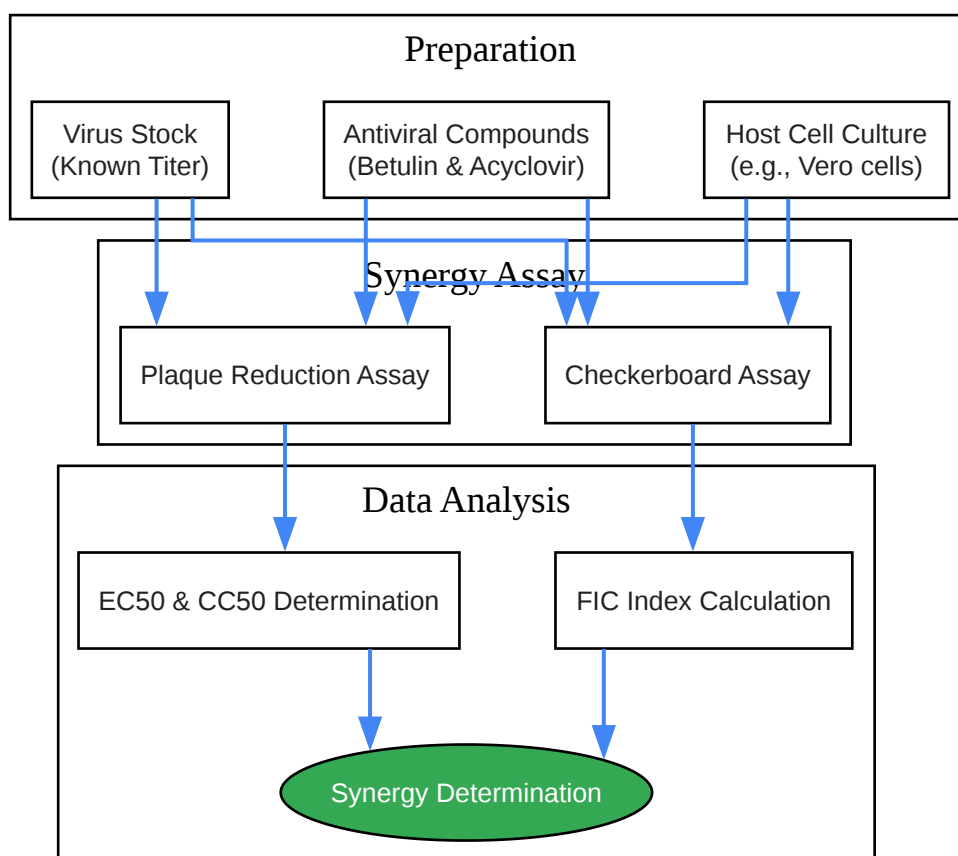 Preparation
Virus Stock
(Known Titer)
Antiviral Compounds
(Betulin & Acyclovir)
Host Cell Culture
(e.g., Vero cells)
Synergy Assay
Plaque Reduction Assay
Checkerboard Assay
Data Analysis
EC50 & CC50 Determination
FIC Index Calculation
Synergy Determination